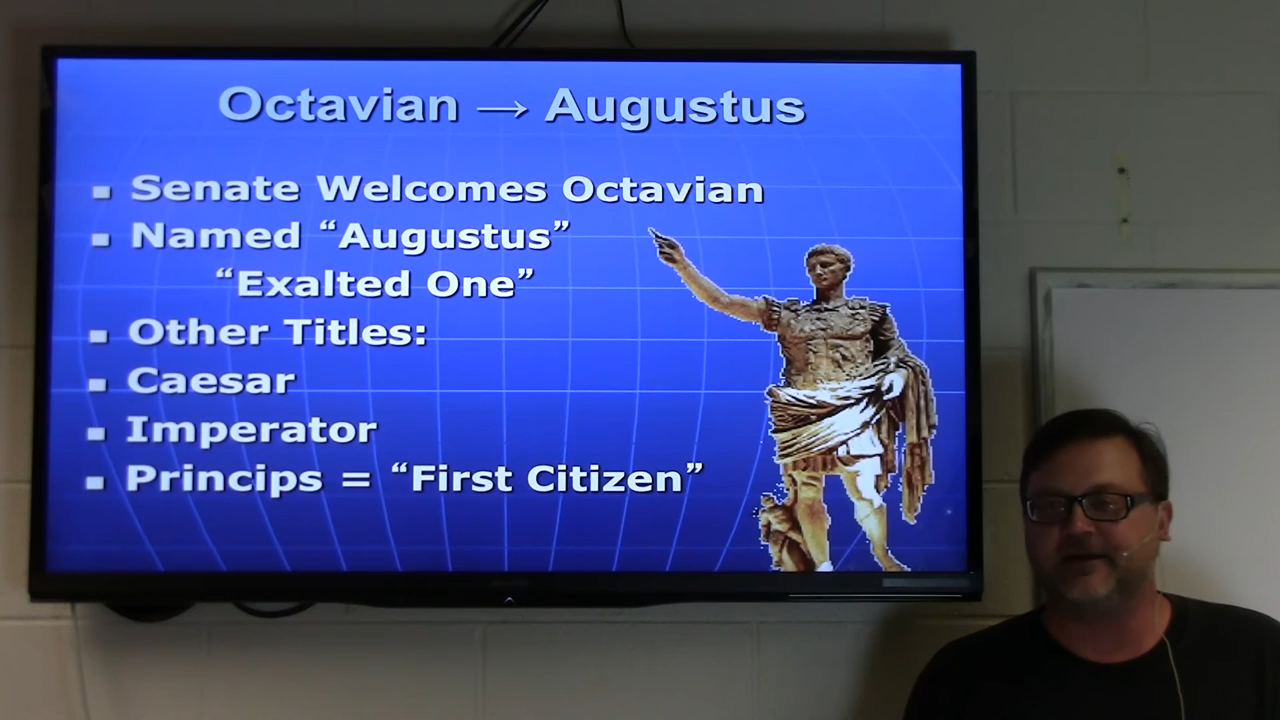 Octavian → Augustus
▪ Senate Welcomes Octavian
▪ Named “Augustus”
“Exalted One”
▪ Other Titles:
▪ Caesar
▪ Imperator
▪ Princips = “First Citizen”